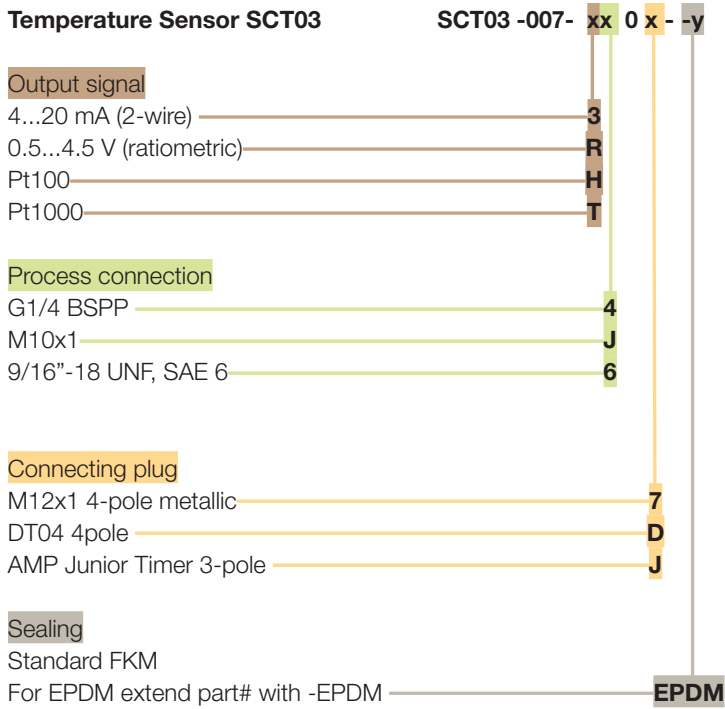 Temperature Sensor SCT03 SCT03 -007- xx 0 x - -y
Output signal
4...20 mA (2-wire) 3
0.5...4.5 V (ratiometric) R
Pt100 H
Pt1000 T
Process connection
G1/4 BSPP 4
M10x1 J
9/16”-18 UNF, SAE 6 6
Connecting plug
M12x1 4-pole metallic 7
DT04 4pole D
AMP Junior Timer 3-pole J
Sealing
Standard FKM
For EPDM extend part# with -EPDM EPDM